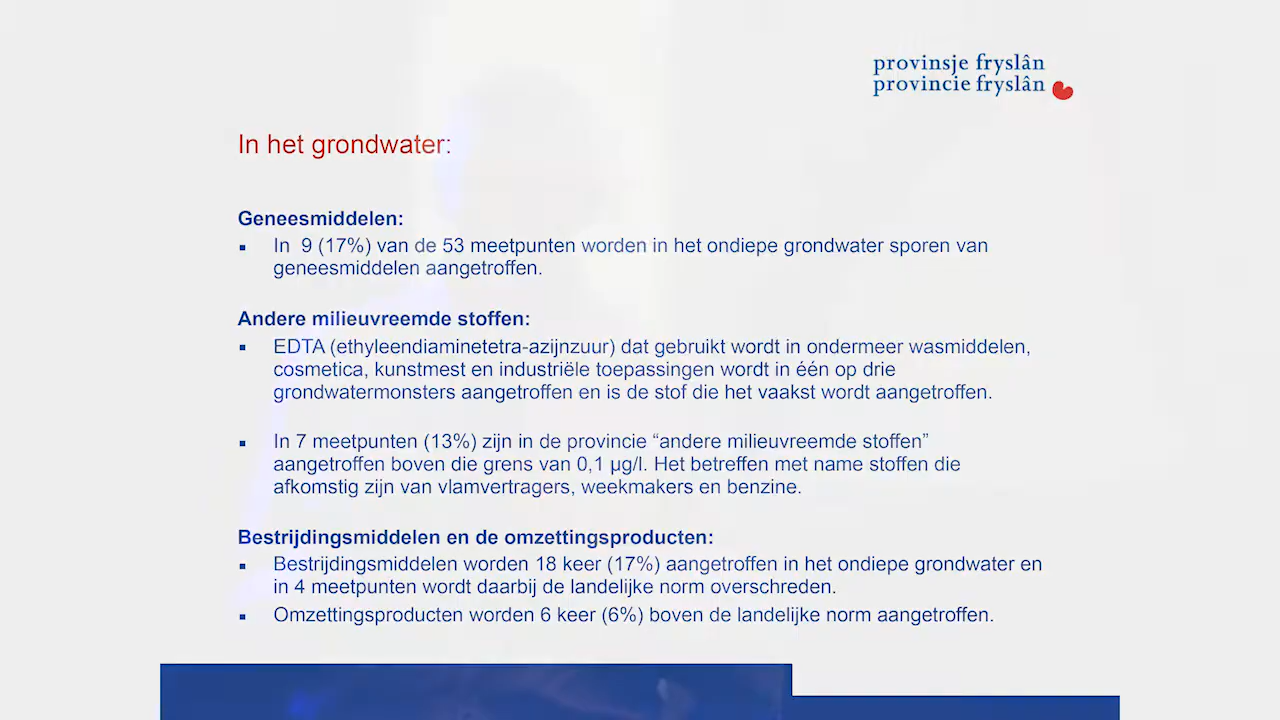 provinsje fryslân
provincie fryslân
In het grondwater:
Geneesmiddelen:
▪ In 9 (17%) van de 53 meetpunten worden in het ondiepe grondwater sporen van
geneesmiddelen aangetroffen.
Andere milieuvreemde stoffen:
▪ EDTA (ethyleendiaminetetra-azijnzuur) dat gebruikt wordt in ondermeer wasmiddelen,
cosmetica, kunstmest en industriële toepassingen wordt in één op drie
grondwatermonsters aangetroffen en is de stof die het vaakst wordt aangetroffen.
▪ In 7 meetpunten (13%) zijn in de provincie “andere milieuvreemde stoffen”
aangetroffen boven die grens van 0,1 µg/l. Het betreffen met name stoffen die
afkomstig zijn van vlamvertragers, weekmakers en benzine.
Bestrijdingsmiddelen en de omzettingsproducten:
▪ Bestrijdingsmiddelen worden 18 keer (17%) aangetroffen in het ondiepe grondwater en
in 4 meetpunten wordt daarbij de landelijke norm overschreden.
▪ Omzettingsproducten worden 6 keer (6%) boven de landelijke norm aangetroffen.